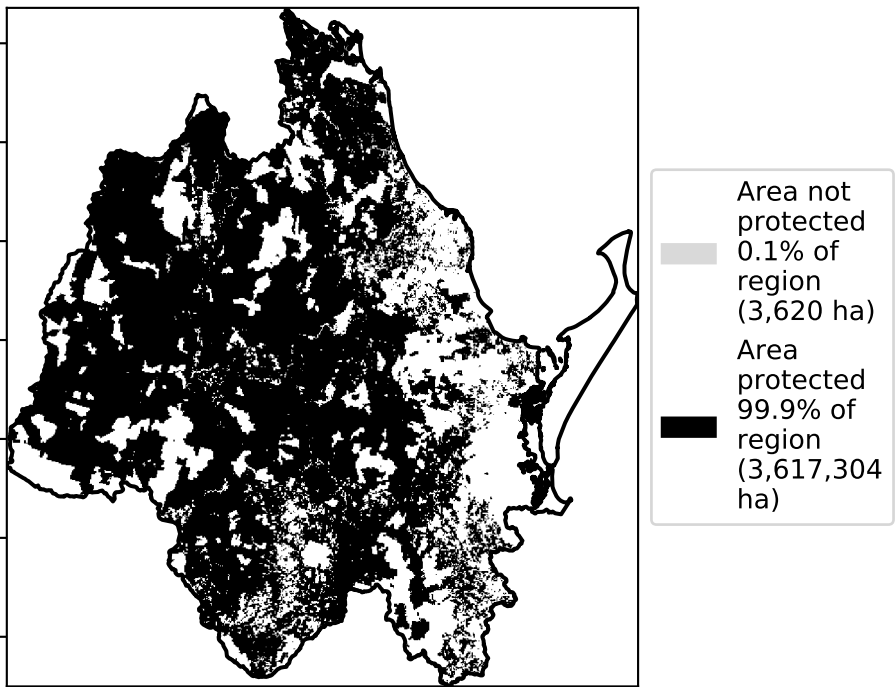 Area not
protected
0.1% of
region
(3,620 ha)
Area
protected
99.9% of
region
(3,617,304
ha)